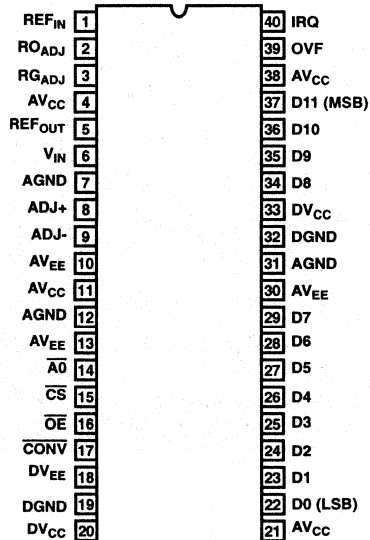 REFIN 1 40 IRQ
ROADJ 2 39 OVF
RGADJ 3 38 AVCC
AVCC 4 37 D11 (MSB)
REFOUT 5 36 D10
VIN 6 35 D9
AGND 7 34 D8
ADJ+ 8 33 DVCC
ADJ- 9 32 DGND
AVEE 10 31 AGND
AVCC 11 30 AVEE
AGND 12 29 D7
AVEE 13 28 D6
A0 14 27 D5
CS 15 26 D4
OE 16 25 D3
CONV 17 24 D2
DVEE 18 23 D1
DGND 19 22 D0 (LSB)
DVCC 20 21 AVCC